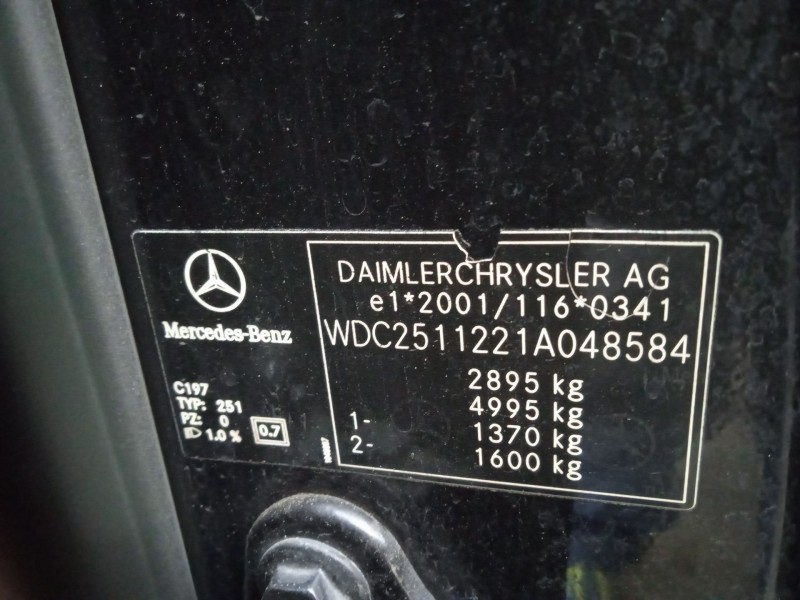 Mercedes-Benz
C197
TYP: 251
PZ: 0
1.0 %
0.7
DAIMLERCHRYSLER AG
e1*2001/116*0341
WDC2511221A048584
2895 kg
4995 kg
1- 1370 kg
2- 1600 kg